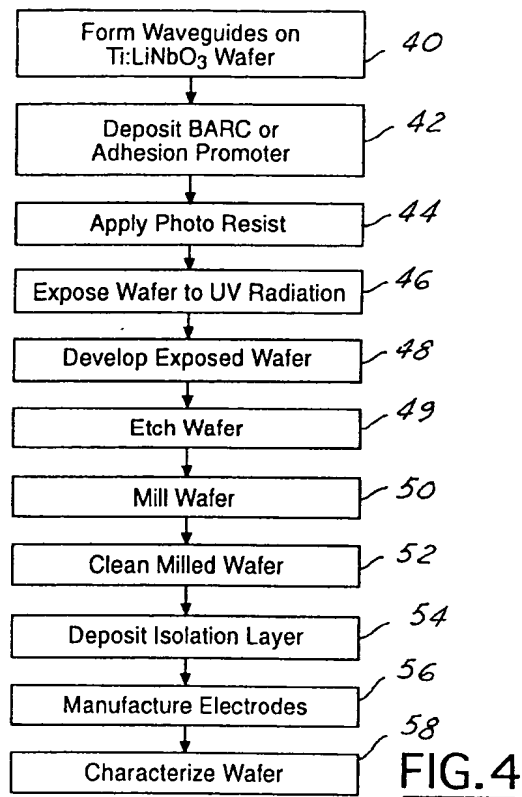 Form Waveguides on
Ti:LiNbO3 Wafer
40
Deposit BARC or
Adhesion Promoter
42
Apply Photo Resist
44
Expose Wafer to UV Radiation
46
Develop Exposed Wafer
48
Etch Wafer
49
Mill Wafer
50
Clean Milled Wafer
52
Deposit Isolation Layer
54
Manufacture Electrodes
56
Characterize Wafer
58
FIG.4